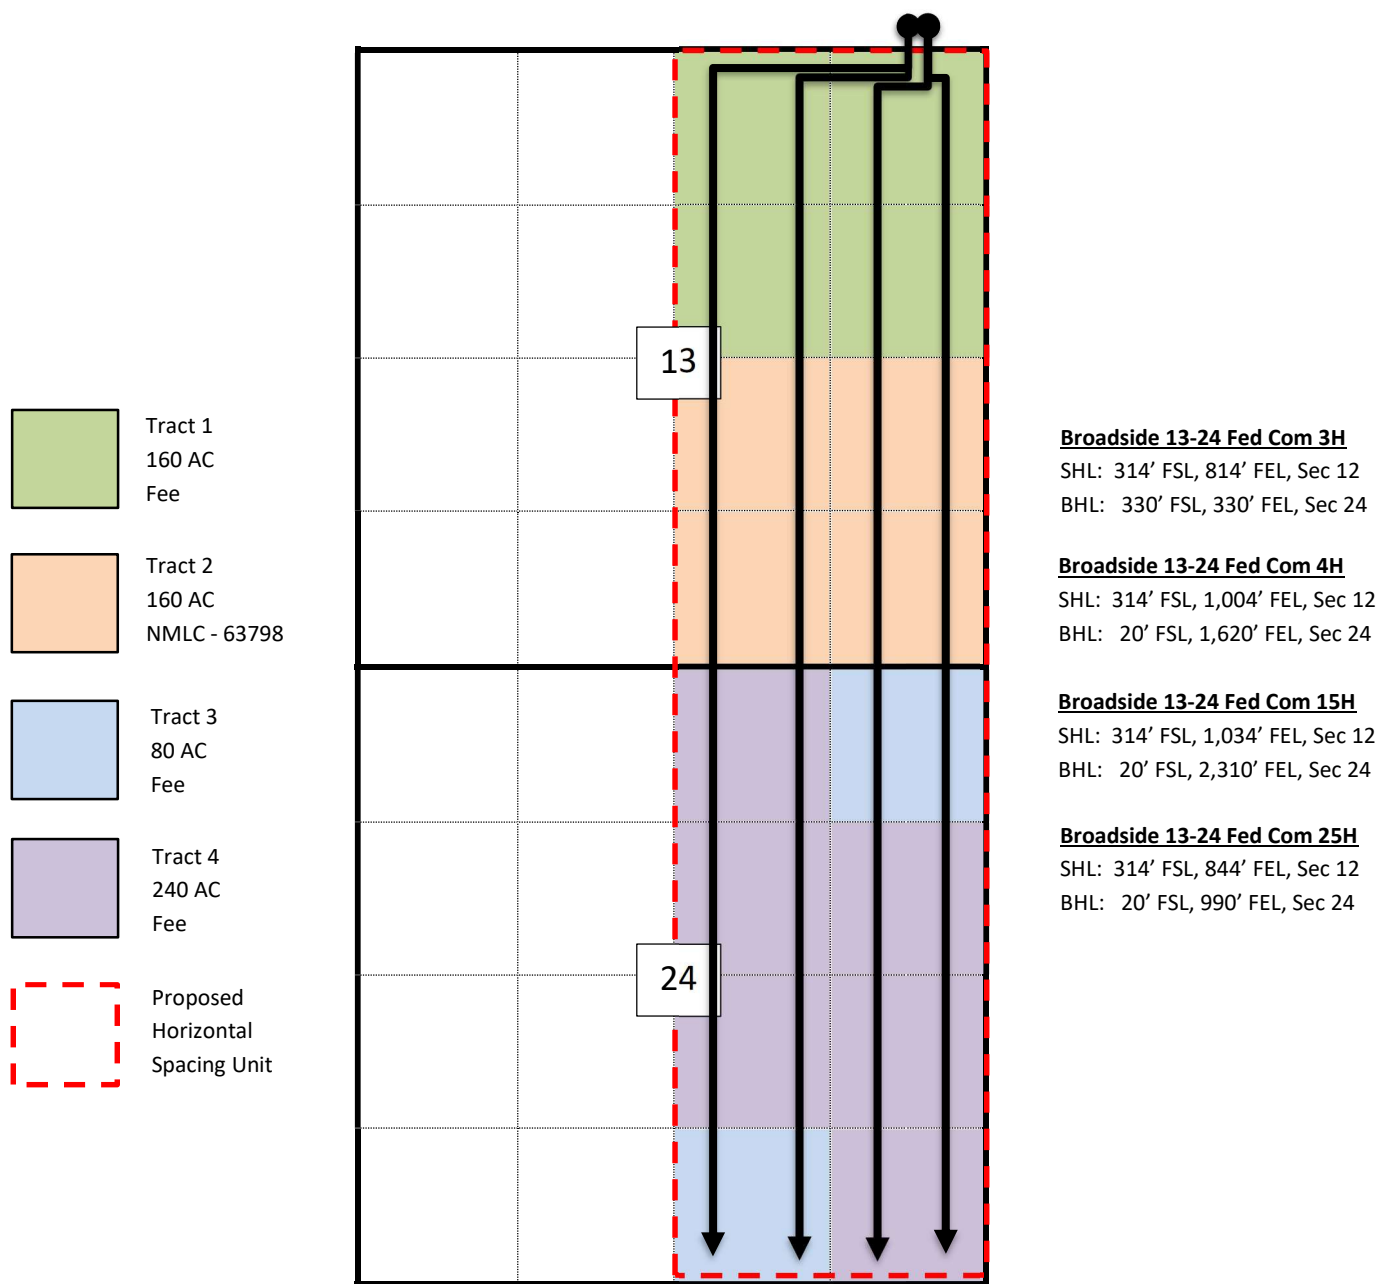 Tract 1
160 AC
Fee
Tract 2
160 AC
NMLC - 63798
Tract 3
80 AC
Fee
Tract 4
240 AC
Fee
Proposed
Horizontal
Spacing Unit
13
24
Broadside 13-24 Fed Com 3H
SHL: 314’ FSL, 814’ FEL, Sec 12
BHL: 330’ FSL, 330’ FEL, Sec 24
Broadside 13-24 Fed Com 4H
SHL: 314’ FSL, 1,004’ FEL, Sec 12
BHL: 20’ FSL, 1,620’ FEL, Sec 24
Broadside 13-24 Fed Com 15H
SHL: 314’ FSL, 1,034’ FEL, Sec 12
BHL: 20’ FSL, 2,310’ FEL, Sec 24
Broadside 13-24 Fed Com 25H
SHL: 314’ FSL, 844’ FEL, Sec 12
BHL: 20’ FSL, 990’ FEL, Sec 24